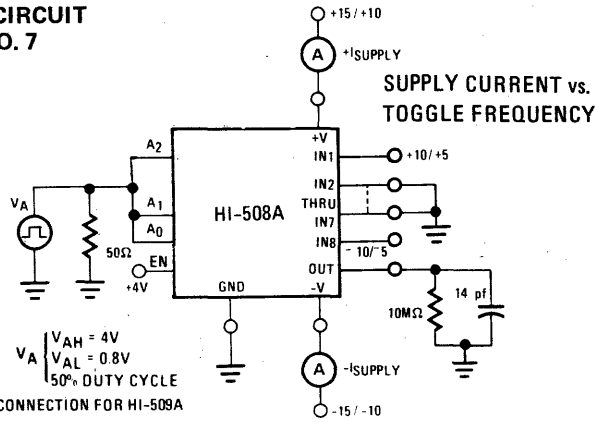 CIRCUIT
O. 7
+15/+10
A
+ISUPPLY
SUPPLY CURRENT vs.
TOGGLE FREQUENCY
+V
A2
IN1
+10/+5
IN2
VA
A1
HI-508A
THRU
IN7
A0
50Ω
IN8
-10/-5
EN
OUT
+4V
GND
-V
10MΩ
14 pf
VA
VAH = 4V
VAL = 0.8V
50% DUTY CYCLE
A
-ISUPPLY
CONNECTION FOR HI-509A
-15/-10